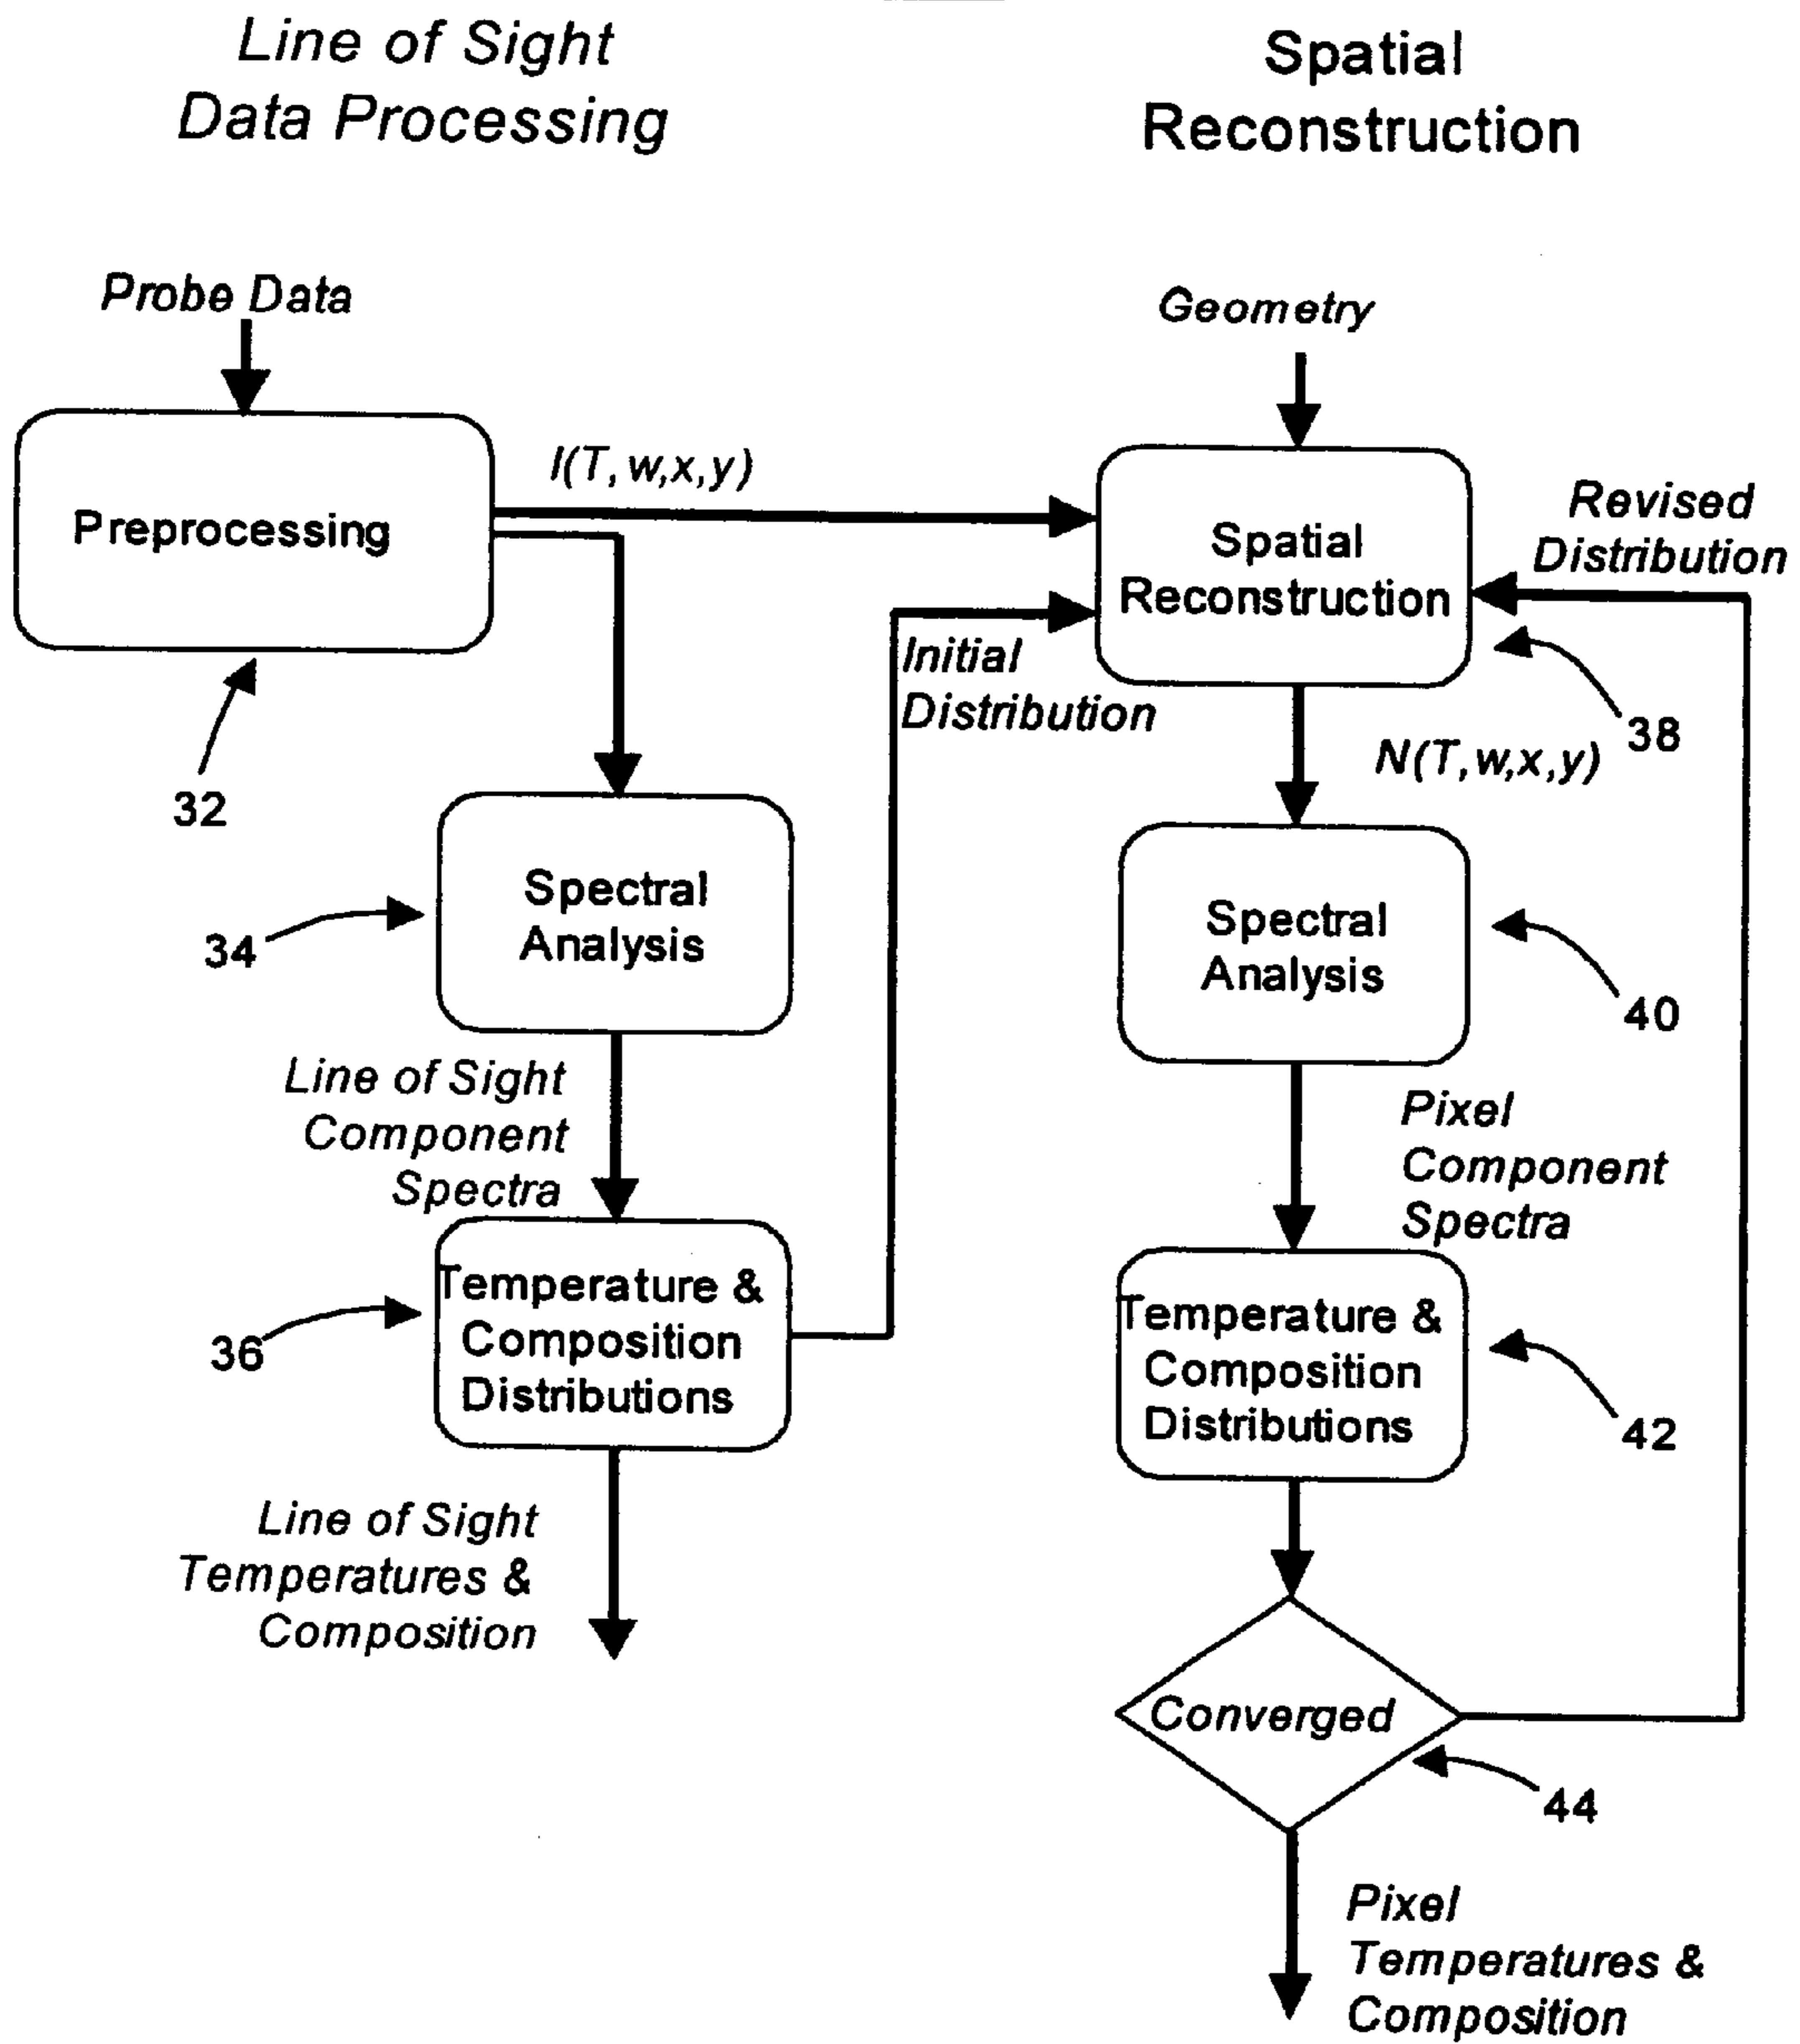 Line of Sight
Data Processing
Spatial
Reconstruction
Probe Data
Geometry
Preprocessing
I(T, w,x,y)
Spatial
Reconstruction
Revised
Distribution
Initial
Distribution
32
38
N(T,w,x,y)
Spectral
Analysis
34
Spectral
Analysis
40
Line of Sight
Component
Spectra
Pixel
Component
Spectra
Temperature &
Composition
Distributions
36
Temperature &
Composition
Distributions
42
Line of Sight
Temperatures &
Composition
Converged
44
Pixel
Temperatures &
Composition